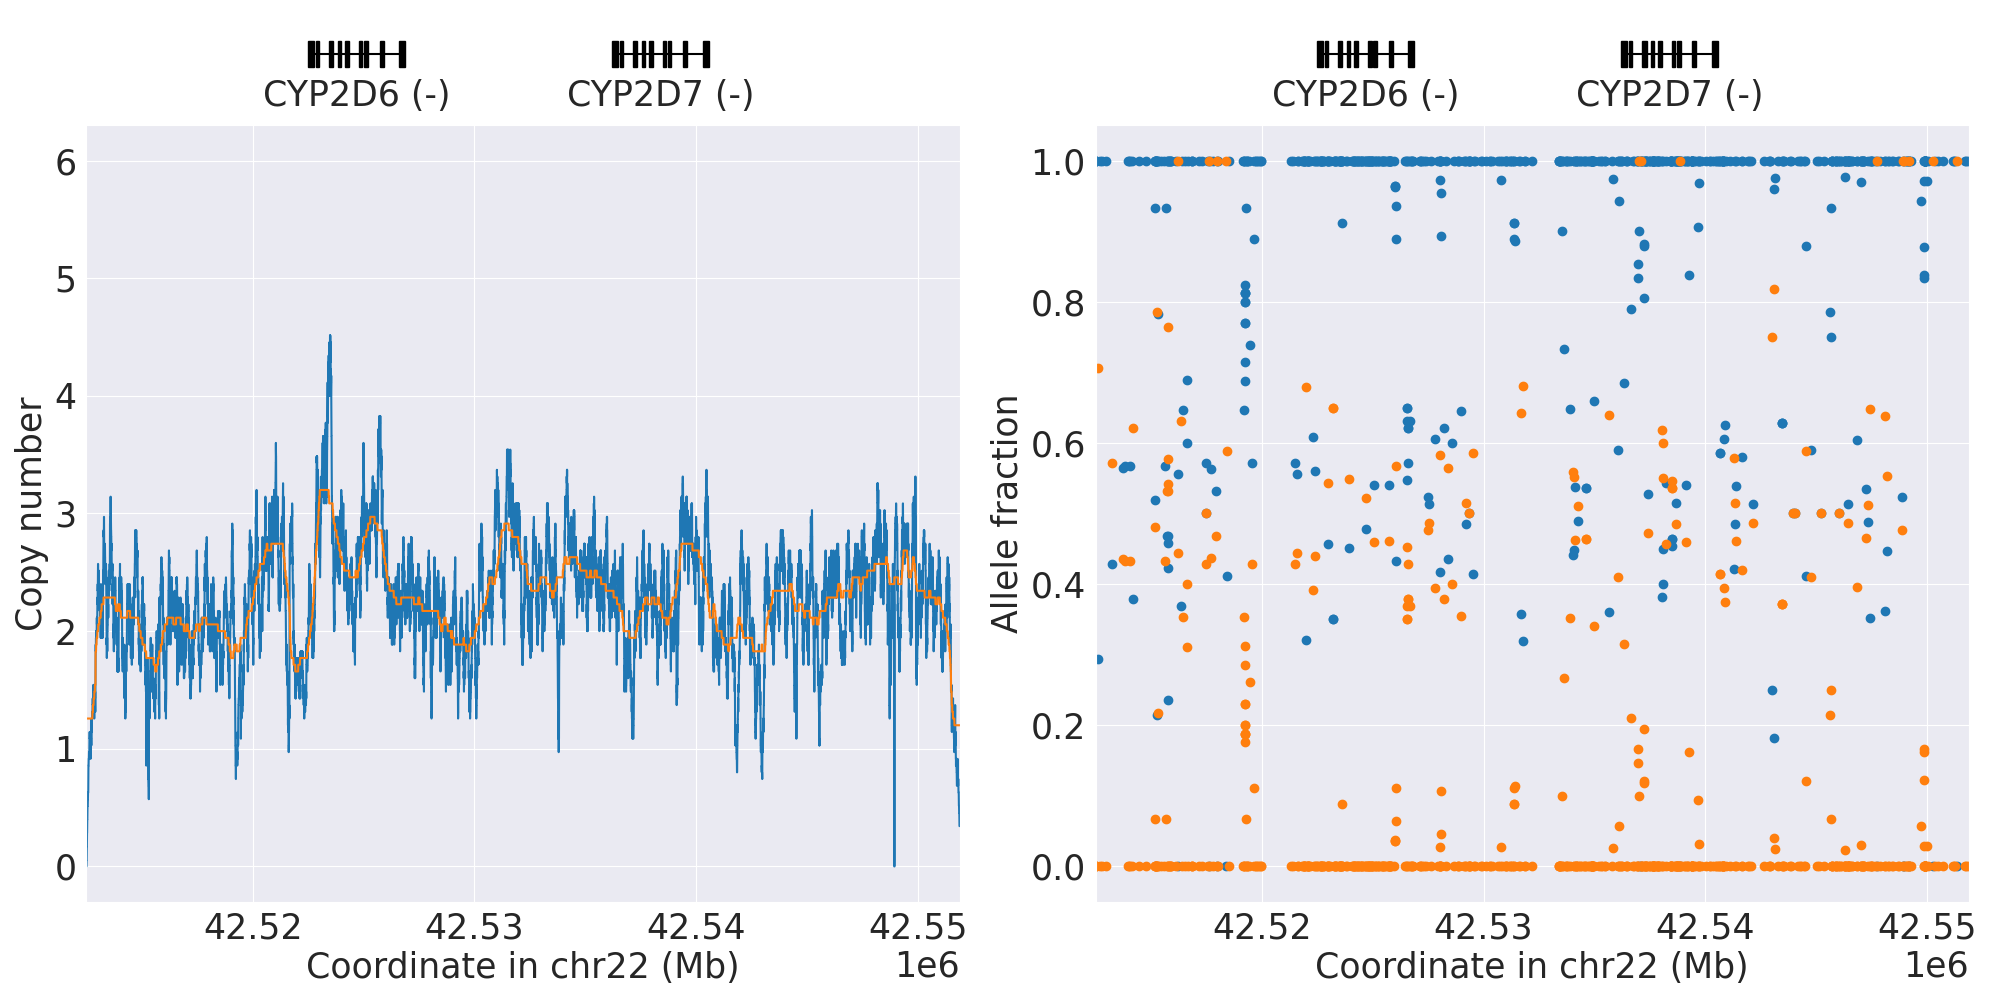 CYP2D6 (-) CYP2D7 (-)
CYP2D6 (-) CYP2D7 (-)
Copy number
6
5
4
3
2
1
0
42.52 42.53 42.54 42.55
Coordinate in chr22 (Mb)
1e6
Allele fraction
1.0
0.8
0.6
0.4
0.2
0.0
42.52 42.53 42.54 42.55
Coordinate in chr22 (Mb)
1e6